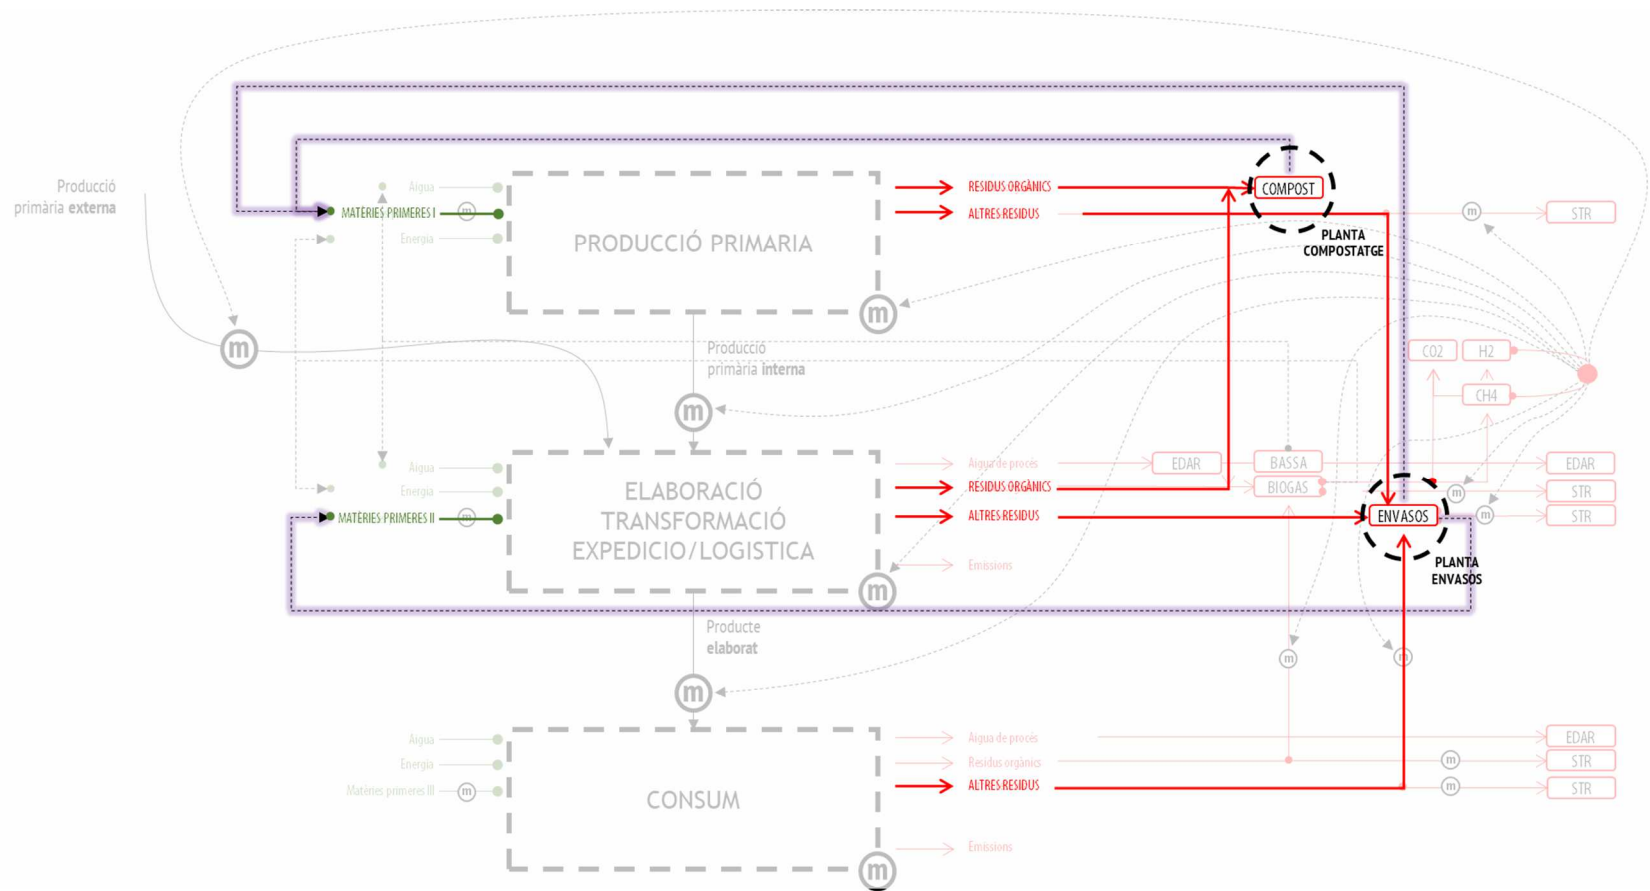 Producció
primària externa
Aigua
MATÈRIES PRIMERES I
m
Energia
PRODUCCIÓ PRIMARIA
m
RESIDUS ORGÀNICS
ALTRES RESIDUS
COMPOST
PLANTA
COMPOSTATGE
m
STR
m
Producció
primària interna
m
CO2
H2
CH4
Aigua
Energia
MATÈRIES PRIMERES II
m
ELABORACIÓ
TRANSFORMACIÓ
EXPEDICIO/LOGISTICA
m
Aigua de procés
RESIDUS ORGÀNICS
ALTRES RESIDUS
Emissions
EDAR
BASSA
BIOGAS
ENVASOS
PLANTA
ENVASOS
m
m
EDAR
STR
STR
Producte
elaborat
m
m
m
Aigua
Energia
Matèries primeres III
m
CONSUM
m
Aigua de procés
Residus orgànics
ALTRES RESIDUS
Emissions
m
m
EDAR
STR
STR